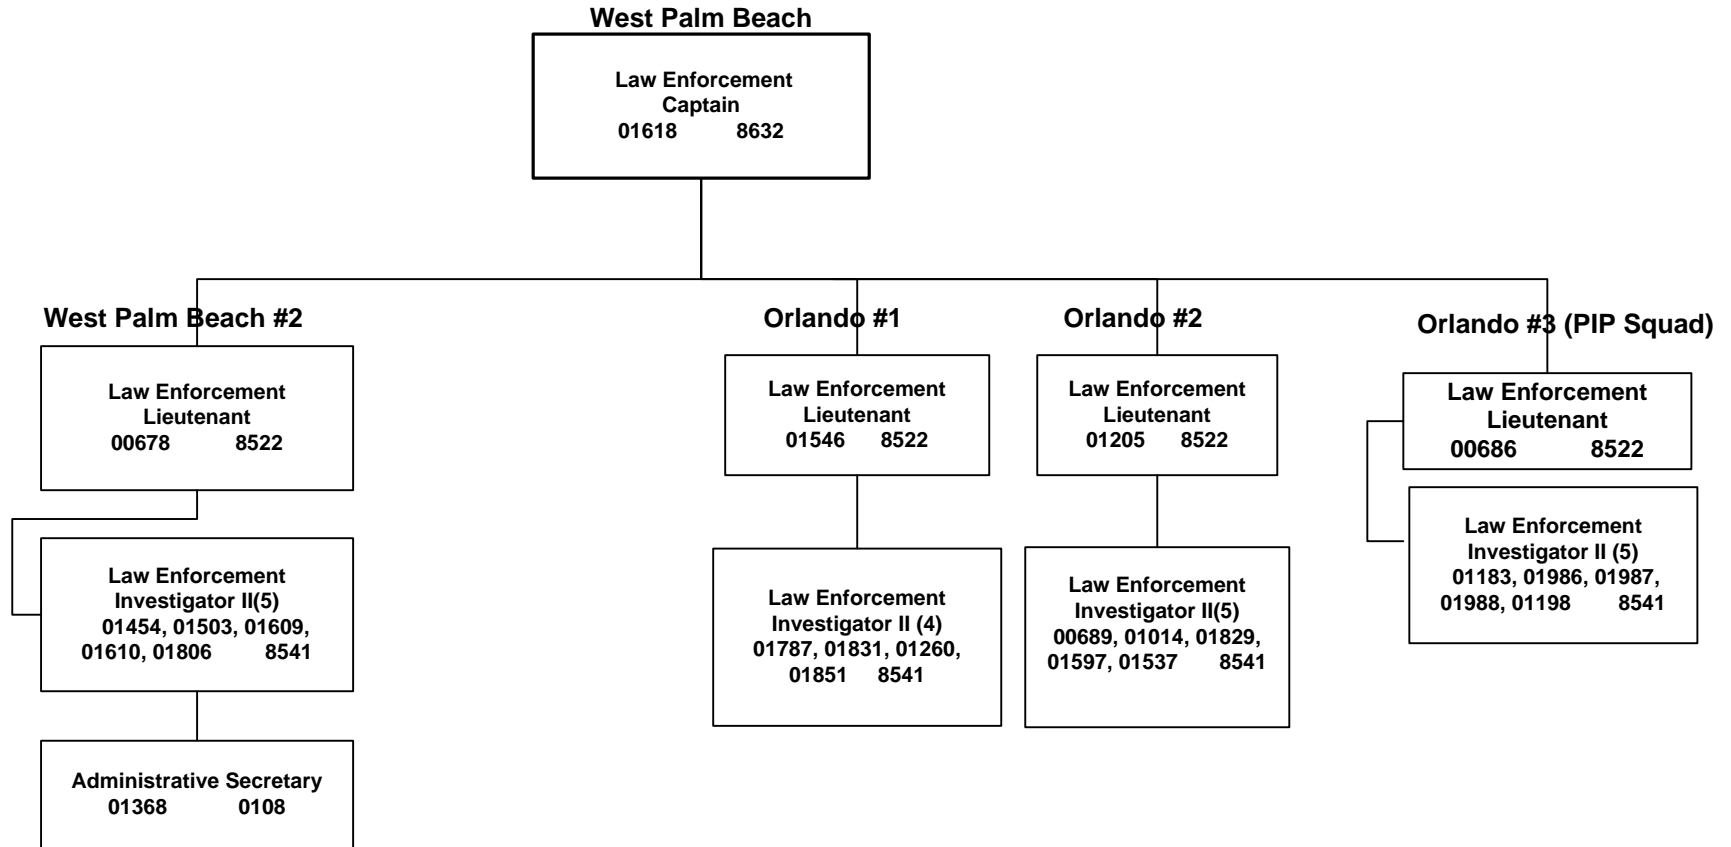 West Palm Beach
Law Enforcement
Captain
01618 8632
West Palm Beach #2
Law Enforcement
Lieutenant
00678 8522
Law Enforcement
Investigator II(5)
01454, 01503, 01609,
01610, 01806 8541
Administrative Secretary
01368 0108
Orlando #1
Law Enforcement
Lieutenant
01546 8522
Law Enforcement
Investigator II (4)
01787, 01831, 01260,
01851 8541
Orlando #2
Law Enforcement
Lieutenant
01205 8522
Law Enforcement
Investigator II(5)
00689, 01014, 01829,
01597, 01537 8541
Orlando #3 (PIP Squad)
Law Enforcement
Lieutenant
00686 8522
Law Enforcement
Investigator II (5)
01183, 01986, 01987,
01988, 01198 8541